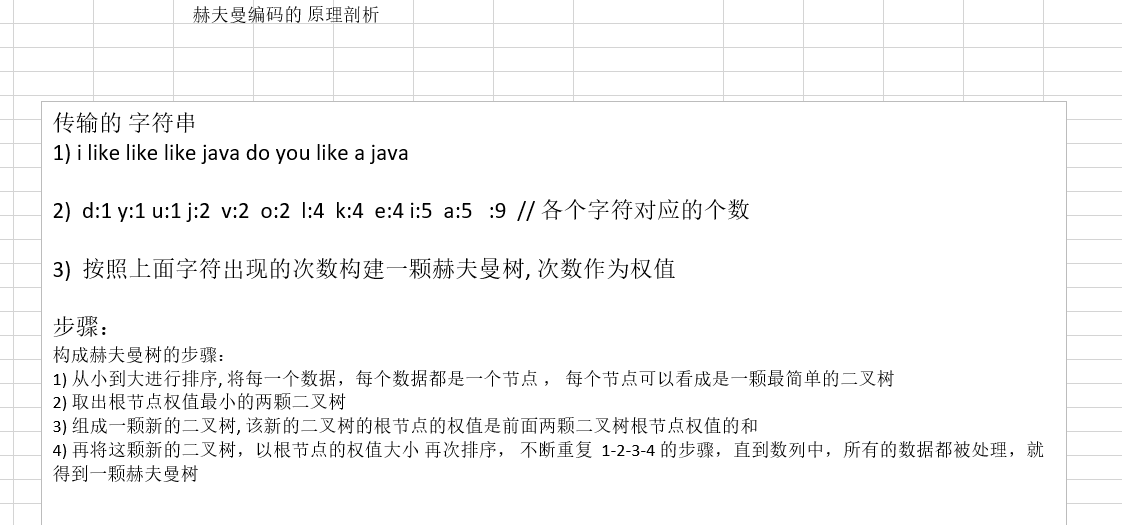 赫夫曼编码的 原理剖析
传输的 字符串
1) i like like like java do you like a java
2) d:1 y:1 u:1 j:2 v:2 o:2 l:4 k:4 e:4 i:5 a:5 :9 // 各个字符对应的个数
3) 按照上面字符出现的次数构建一颗赫夫曼树, 次数作为权值
步骤：
构成赫夫曼树的步骤：
1) 从小到大进行排序, 将每一个数据，每个数据都是一个节点 ， 每个节点可以看成是一颗最简单的二叉树
2) 取出根节点权值最小的两颗二叉树
3) 组成一颗新的二叉树, 该新的二叉树的根节点的权值是前面两颗二叉树根节点权值的和
4) 再将这颗新的二叉树，以根节点的权值大小 再次排序， 不断重复 1-2-3-4 的步骤，直到数列中，所有的数据都被处理，就
得到一颗赫夫曼树